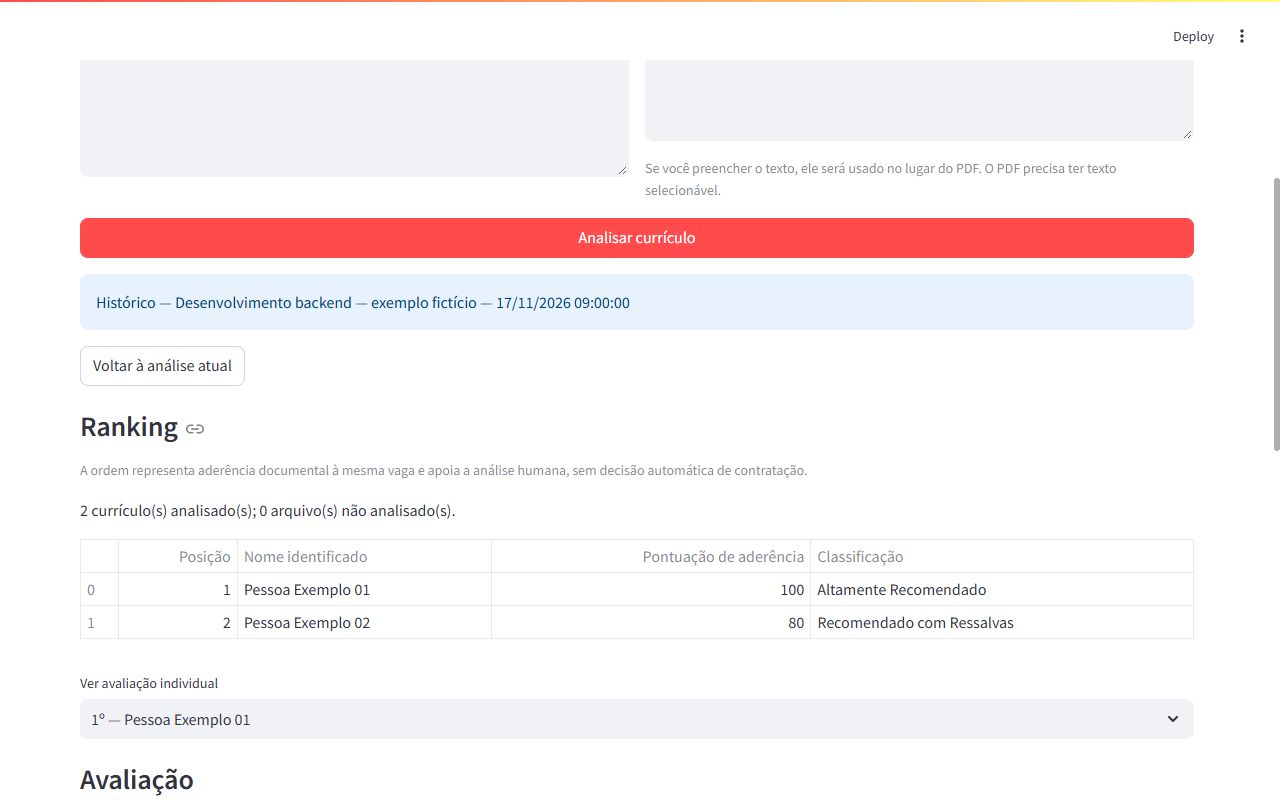 Deploy
Se você preencher o texto, ele será usado no lugar do PDF. O PDF precisa ter texto
selecionável.
Analisar currículo
Histórico — Desenvolvimento backend — exemplo fictício — 17/11/2026 09:00:00
Voltar à análise atual
Ranking
A ordem representa aderência documental à mesma vaga e apoia a análise humana, sem decisão automática de contratação.
2 currículo(s) analisado(s); 0 arquivo(s) não analisado(s).
Posição Nome identificado Pontuação de aderência Classificação
0 1 Pessoa Exemplo 01 100 Altamente Recomendado
1 2 Pessoa Exemplo 02 80 Recomendado com Ressalvas
Ver avaliação individual
1º — Pessoa Exemplo 01
Avaliação